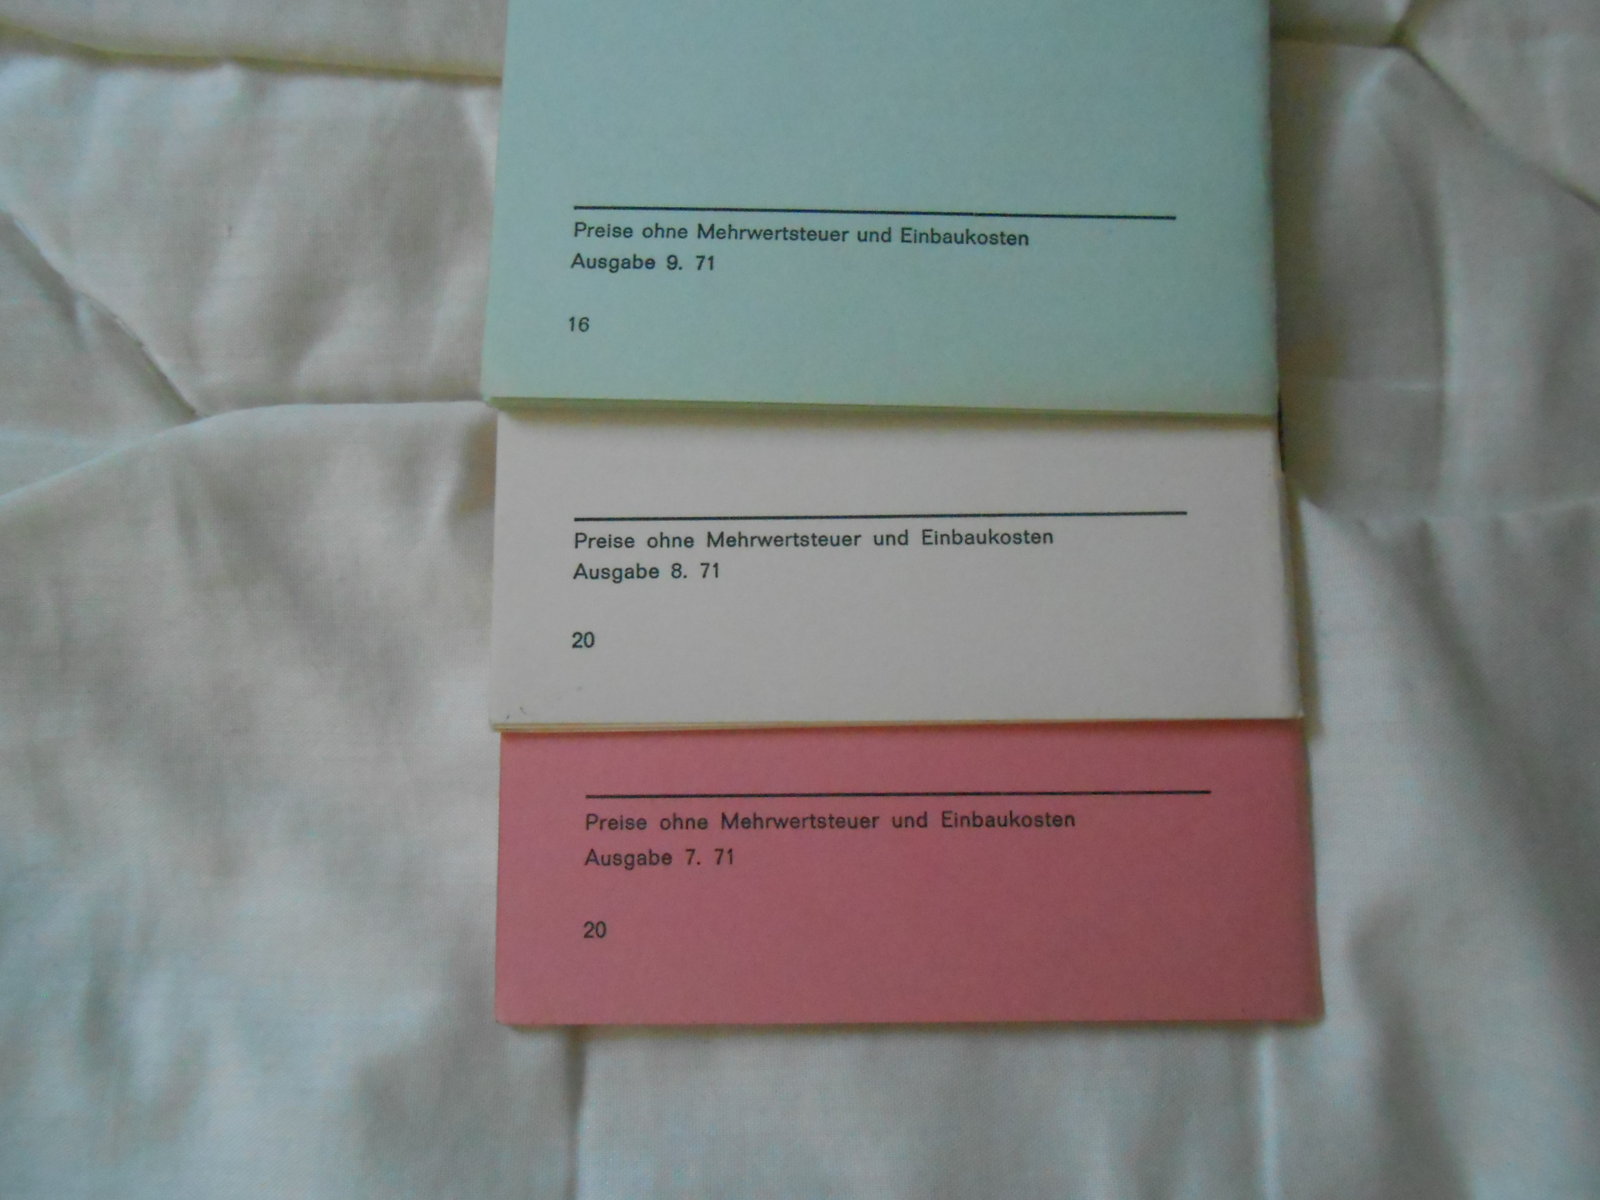 Preise ohne Mehrwertsteuer und Einbaukosten
Ausgabe 9. 71
16
Preise ohne Mehrwertsteuer und Einbaukosten
Ausgabe 8. 71
20
Preise ohne Mehrwertsteuer und Einbaukosten
Ausgabe 7. 71
20